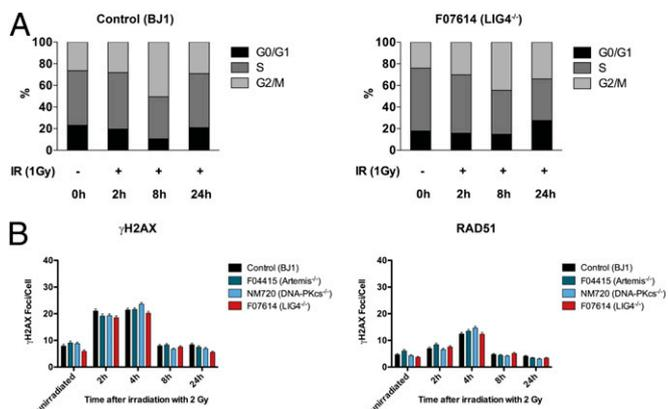 A
Control (BJ1)
F07614 (LIG4-/-)
100
80
60
40
20
0
%
G0/G1
S
G2/M
IR (1Gy)
- + + +
0h 2h 8h 24h
100
80
60
40
20
0
%
G0/G1
S
G2/M
IR (1Gy)
- + + +
0h 2h 8h 24h
B
γH2AX
40
30
20
10
0
γH2AX Foci/Cell
Control (BJ1)
F04415 (Artemis-/-)
NM720 (DNA-PKcs-/-)
F07614 (LIG4-/-)
unirradiated 2h 4h 8h 24h
Time after irradiation with 2 Gy
RAD51
40
30
20
10
0
γH2AX Foci/Cell
Control (BJ1)
F04415 (Artemis-/-)
NM720 (DNA-PKcs-/-)
F07614 (LIG4-/-)
unirradiated 2h 4h 8h 24h
Time after irradiation with 2 Gy